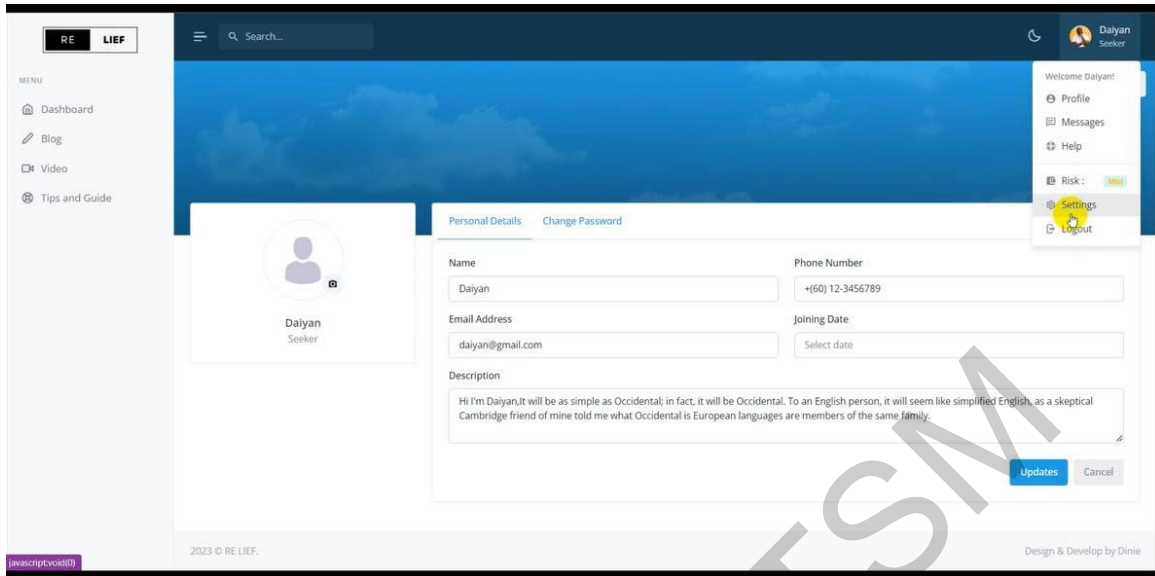 RE LIEF
Search...
Daiyan
Seeker
MENU
Dashboard
Blog
Video
Tips and Guide
Welcome Daiyan!
Profile
Messages
Help
Risk : Mild
Settings
Logout
Daiyan
Seeker
Personal Details Change Password
Name
Daiyan
Phone Number
+(60) 12-3456789
Email Address
daiyan@gmail.com
Joining Date
Select date
Description
Hi I'm Daiyan,It will be as simple as Occidental; in fact, it will be Occidental. To an English person, it will seem like simplified English, as a skeptical
Cambridge friend of mine told me what Occidental is European languages are members of the same family.
Updates Cancel
2023 © RE LIEF.
Design & Develop by Dinie
javascript:void(0)
TSM